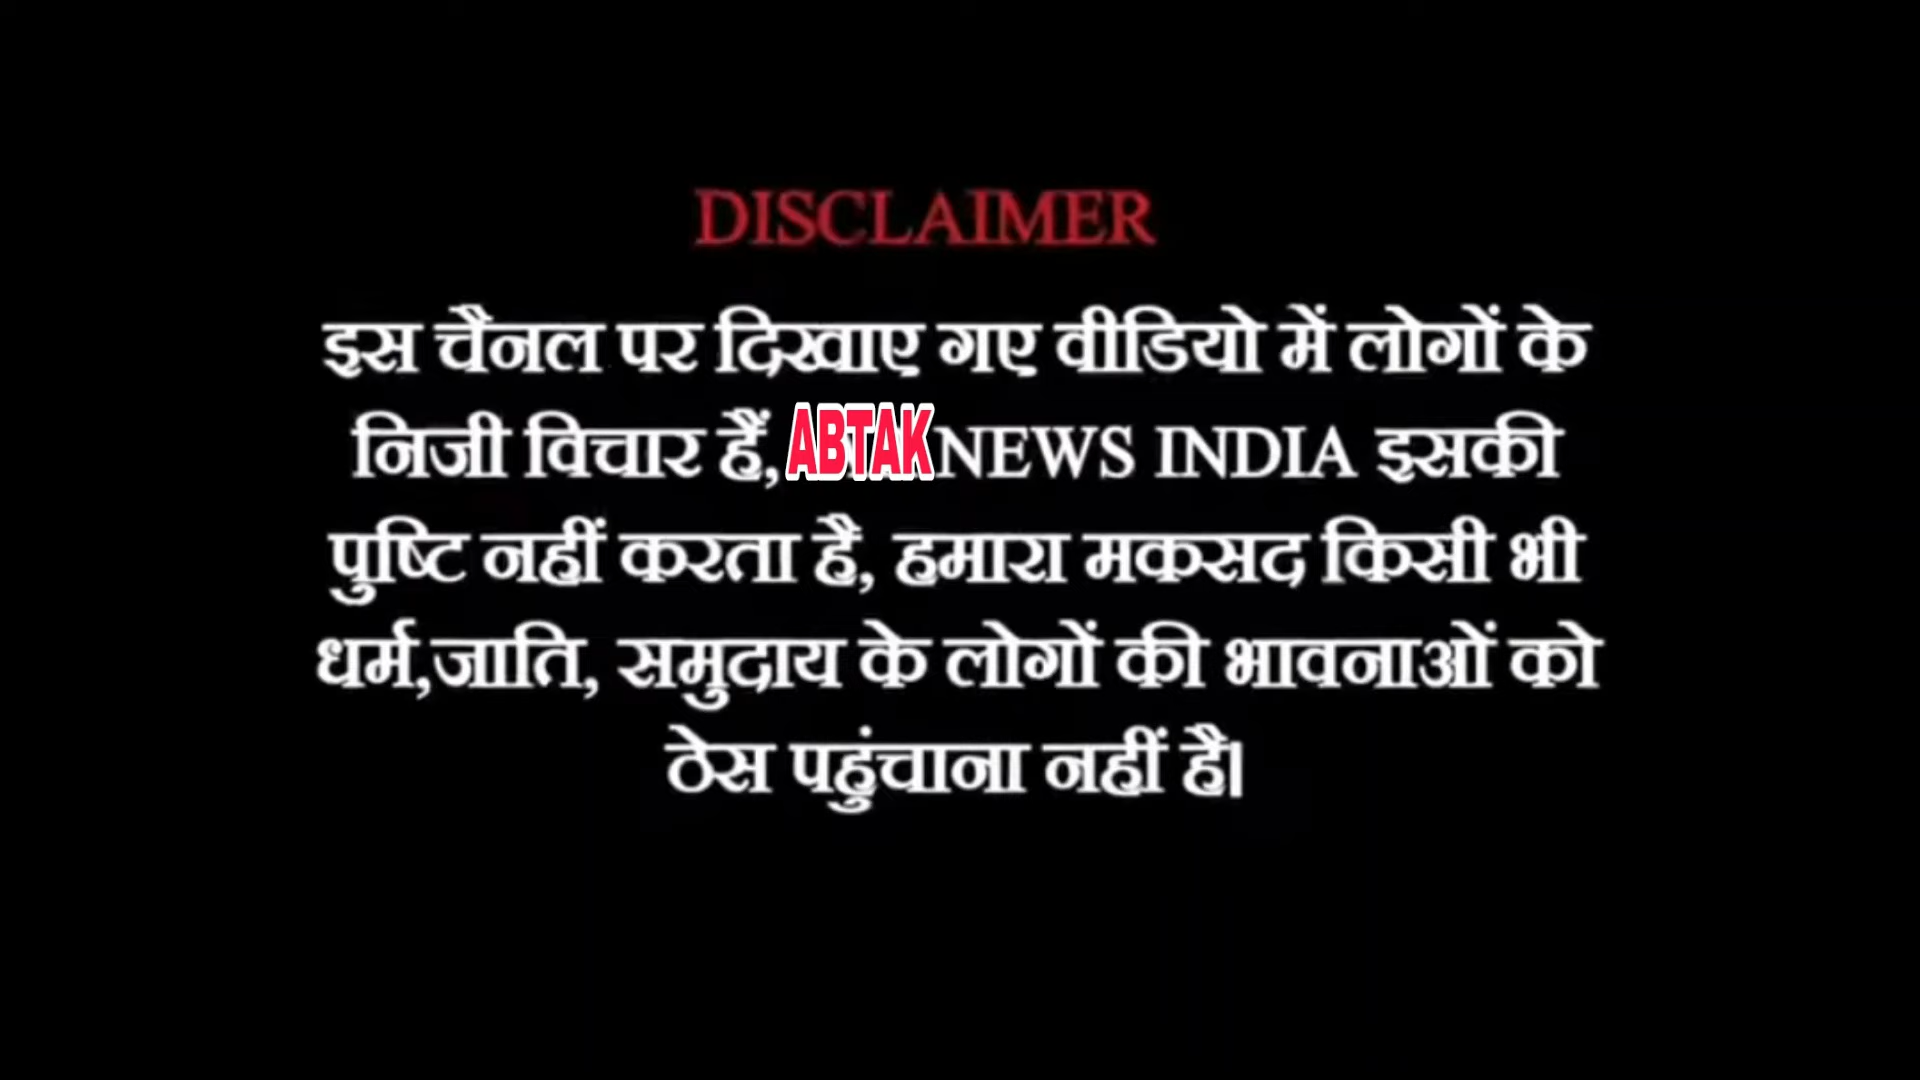 DISCLAIMER
इस चैनल पर दिखाए गए वीडियो में लोगों के
निजी विचार हैं, ABTAK NEWS INDIA इसकी
पुष्टि नहीं करता है, हमारा मकसद किसी भी
धर्म,जाति, समुदाय के लोगों की भावनाओं को
ठेस पहुंचाना नहीं है।